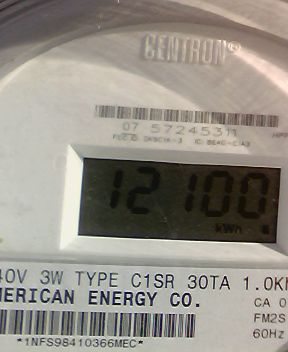 CENTRON®
07 57245311
12100
kWh
40V 3W TYPE C1SR 30TA 1.0K
MERICAN ENERGY CO.
CA 0
FM2S
60Hz
*1NFS98410366MEC*